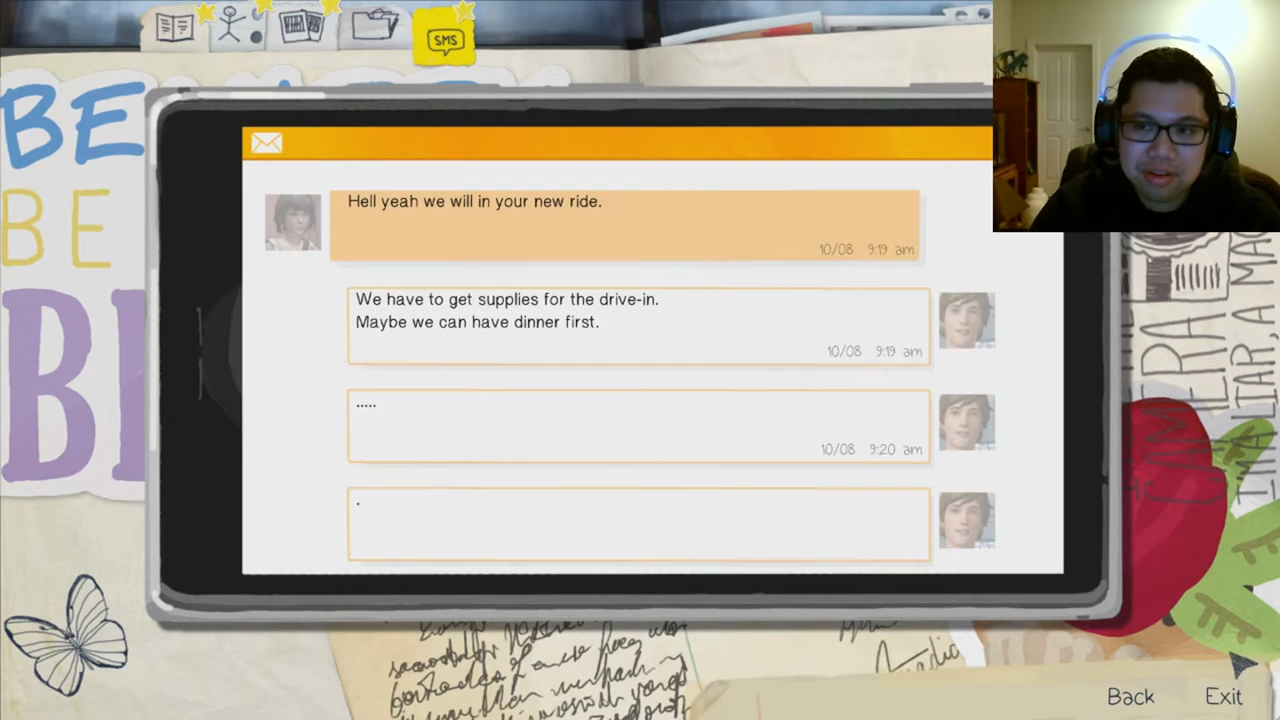 SMS
BE
BE
Hell yeah we will in your new ride.
10/08 9:19 am
We have to get supplies for the drive-in.
Maybe we can have dinner first.
10/08 9:19 am
.....
10/08 9:20 am
.
CAMERA
LIAR, A
Back
Exit